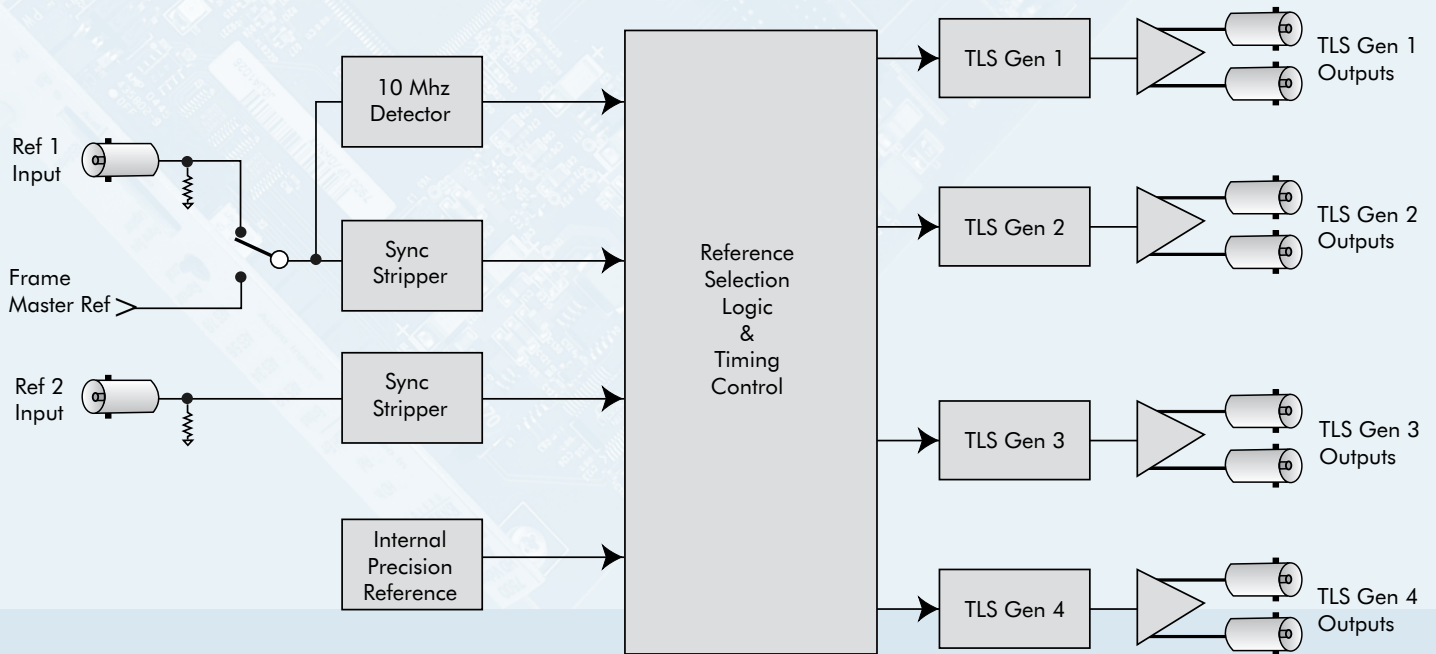 Ref 1
Input
Frame
Master Ref
Ref 2
Input
10 Mhz
Detector
Sync
Stripper
Sync
Stripper
Internal
Precision
Reference
Reference
Selection
Logic
&
Timing
Control
TLS Gen 1
TLS Gen 1
Outputs
TLS Gen 2
TLS Gen 2
Outputs
TLS Gen 3
TLS Gen 3
Outputs
TLS Gen 4
TLS Gen 4
Outputs